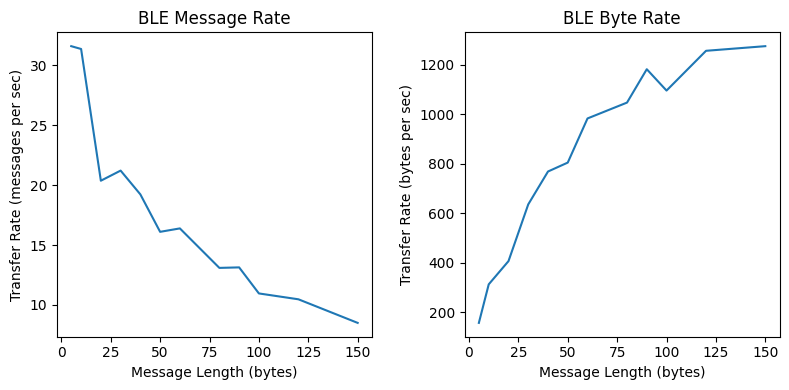 BLE Message Rate
Transfer Rate (messages per sec)
30
25
20
15
10
0 25 50 75 100 125 150
Message Length (bytes)
BLE Byte Rate
Transfer Rate (bytes per sec)
1200
1000
800
600
400
200
0 25 50 75 100 125 150
Message Length (bytes)